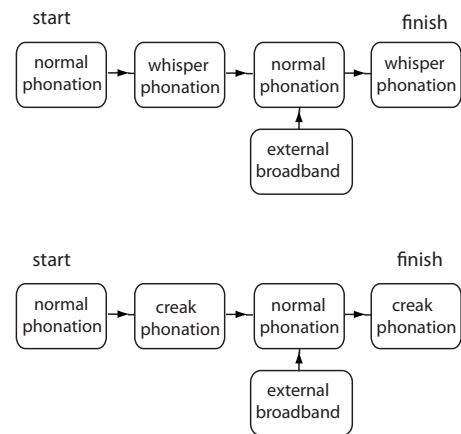 start
finish
normal
phonation
whisper
phonation
normal
phonation
whisper
phonation
external
broadband
start
finish
normal
phonation
creak
phonation
normal
phonation
creak
phonation
external
broadband